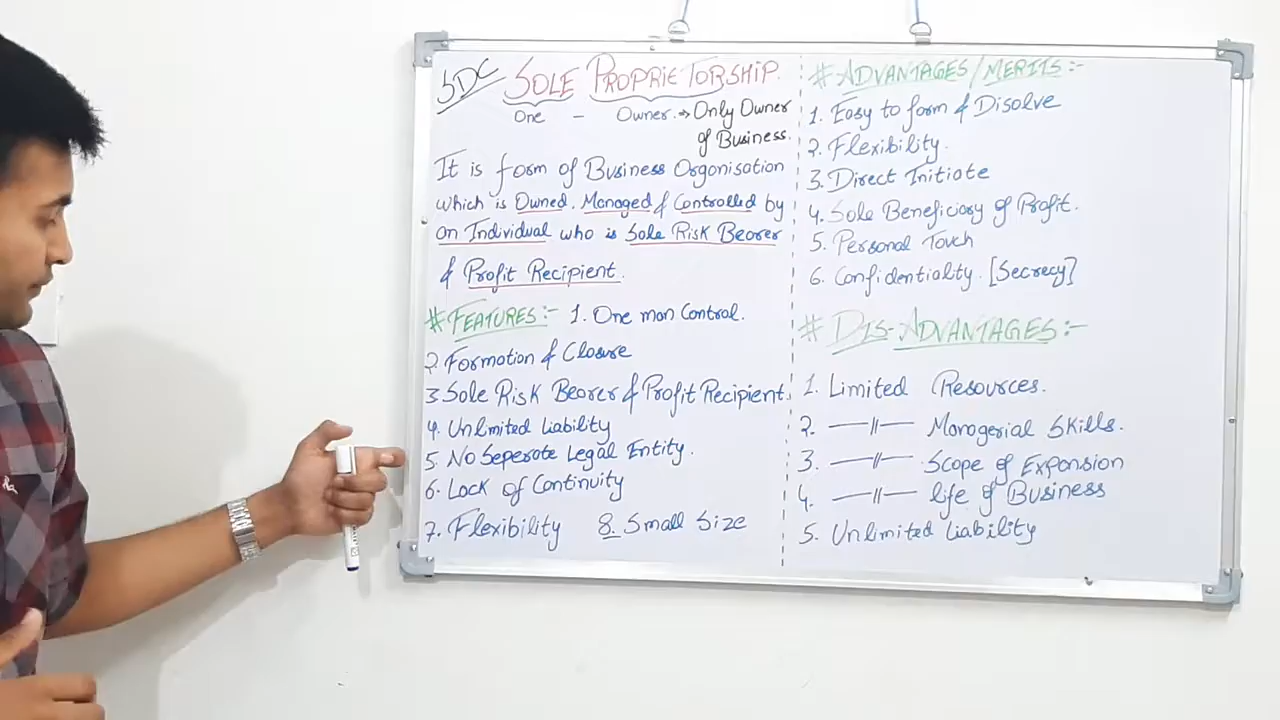 SDC SOLE PROPRIETORSHIP.
One – Owner. → Only Owner
of Business.
It is form of Business Organisation
which is Owned, Managed & Controlled by
an Individual who is Sole Risk Bearer
& Profit Recipient.
# FEATURES:- 1. One man Control.
2. Formation & Closure
3. Sole Risk Bearer & Profit Recipient.
4. Unlimited Liability
5. No Seperate Legal Entity.
6. Lack of Continuity
7. Flexibility 8. Small Size
# ADVANTAGES/MERITS:-
1. Easy to form & Disolve
2. Flexibility.
3. Direct Initiate
4. Sole Beneficiary of Profit.
5. Personal Touch
6. Confidentiality. [Secrecy]
# DIS-ADVANTAGES:-
1. Limited Resources.
2. —||— Managerial Skills.
3. —||— Scope of Expansion
4. —||— life of Business
5. Unlimited Liability